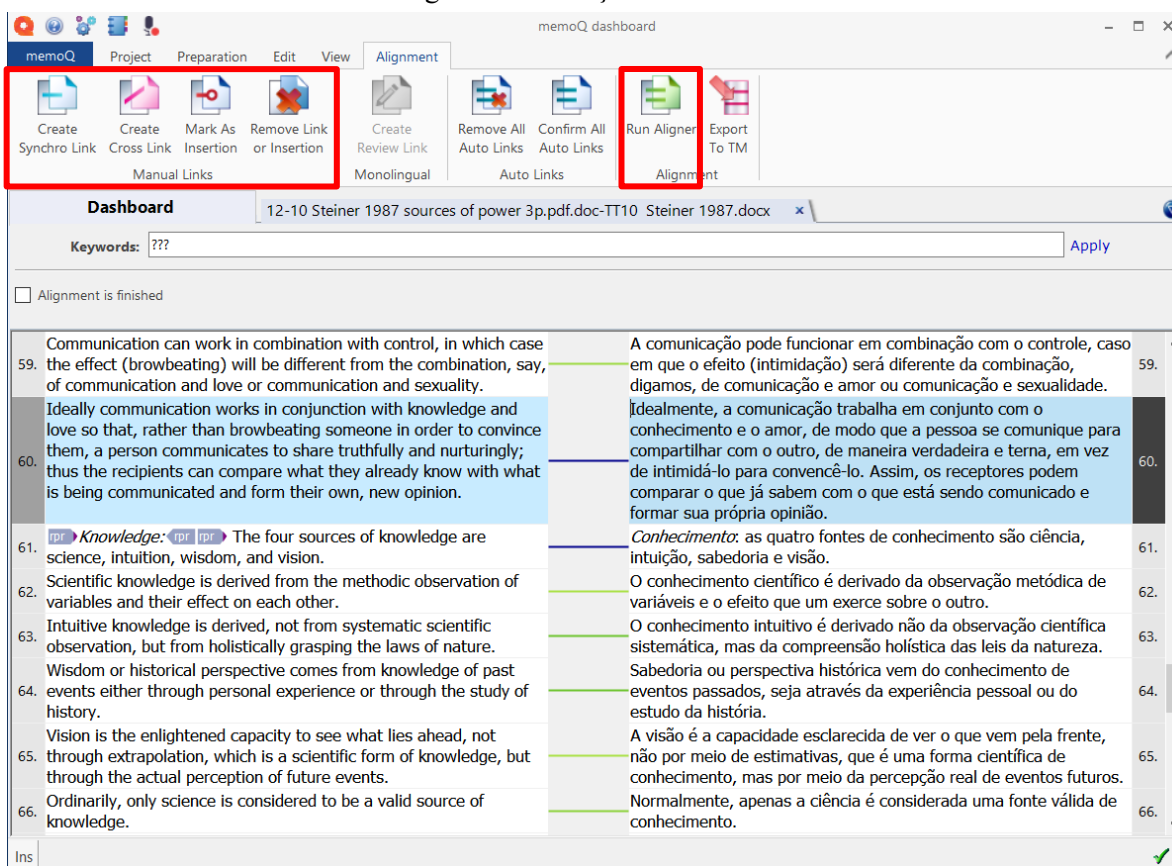 memoQ dashboard
memoQ Project Preparation Edit View Alignment
Create Synchro Link
Create Cross Link
Mark As Insertion
Remove Link or Insertion
Create Review Link
Remove All Auto Links
Confirm All Auto Links
Run Aligner
Export To TM
Manual Links Monolingual Auto Links Alignment
Dashboard 12-10 Steiner 1987 sources of power 3p.pdf.doc-TT10 Steiner 1987.docx x
Keywords: ??? Apply
Alignment is finished
59. Communication can work in combination with control, in which case
the effect (browbeating) will be different from the combination, say,
of communication and love or communication and sexuality.
A comunicação pode funcionar em combinação com o controle, caso
em que o efeito (intimidação) será diferente da combinação,
digamos, de comunicação e amor ou comunicação e sexualidade. 59.
60. Ideally communication works in conjunction with knowledge and
love so that, rather than browbeating someone in order to convince
them, a person communicates to share truthfully and nurturingly;
thus the recipients can compare what they already know with what
is being communicated and form their own, new opinion.
Idealmente, a comunicação trabalha em conjunto com o
conhecimento e o amor, de modo que a pessoa se comunique para
compartilhar com o outro, de maneira verdadeira e terna, em vez
de intimidá-lo para convencê-lo. Assim, os receptores podem
comparar o que já sabem com o que está sendo comunicado e
formar sua própria opinião. 60.
61. rpr Knowledge: rpr rpr The four sources of knowledge are
science, intuition, wisdom, and vision.
Conhecimento: as quatro fontes de conhecimento são ciência,
intuição, sabedoria e visão. 61.
62. Scientific knowledge is derived from the methodic observation of
variables and their effect on each other.
O conhecimento científico é derivado da observação metódica de
variáveis e o efeito que um exerce sobre o outro. 62.
63. Intuitive knowledge is derived, not from systematic scientific
observation, but from holistically grasping the laws of nature.
O conhecimento intuitivo é derivado não da observação científica
sistemática, mas da compreensão holística das leis da natureza. 63.
64. Wisdom or historical perspective comes from knowledge of past
events either through personal experience or through the study of
history.
Sabedoria ou perspectiva histórica vem do conhecimento de
eventos passados, seja através da experiência pessoal ou do
estudo da história. 64.
65. Vision is the enlightened capacity to see what lies ahead, not
through extrapolation, which is a scientific form of knowledge, but
through the actual perception of future events.
A visão é a capacidade esclarecida de ver o que vem pela frente,
não por meio de estimativas, que é uma forma científica de
conhecimento, mas por meio da percepção real de eventos futuros. 65.
66. Ordinarily, only science is considered to be a valid source of
knowledge.
Normalmente, apenas a ciência é considerada uma fonte válida de
conhecimento. 66.
Ins